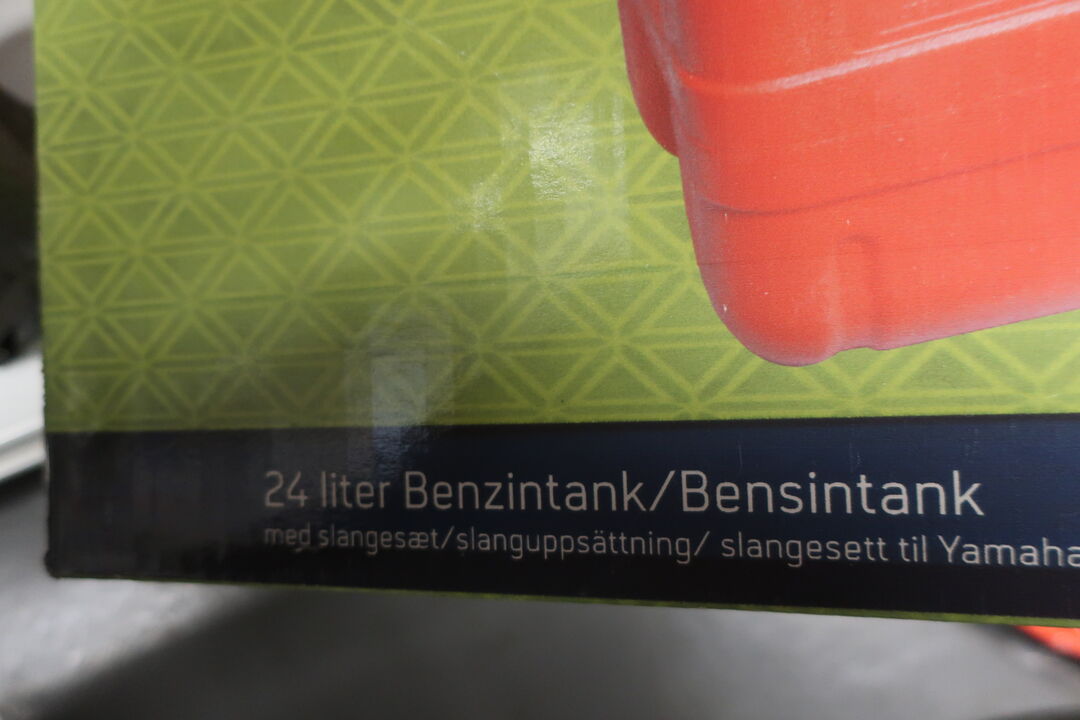 24 liter Benzintank/Bensintank
med slangesæt/slanguppsättning/ slangesett til Yamaha